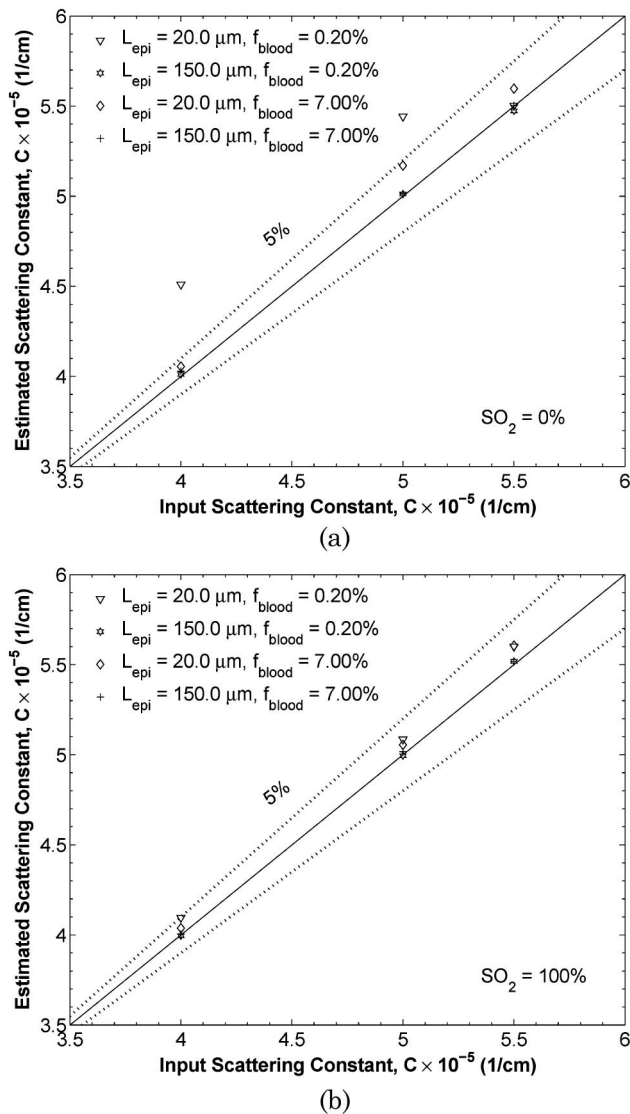 6
5.5
5
4.5
4
3.5
Estimated Scattering Constant, C × 10⁻⁵ (1/cm)
L_epi = 20.0 µm, f_blood = 0.20%
L_epi = 150.0 µm, f_blood = 0.20%
L_epi = 20.0 µm, f_blood = 7.00%
L_epi = 150.0 µm, f_blood = 7.00%
5%
SO₂ = 0%
3.5 4 4.5 5 5.5 6
Input Scattering Constant, C × 10⁻⁵ (1/cm)
(a)
6
5.5
5
4.5
4
3.5
Estimated Scattering Constant, C × 10⁻⁵ (1/cm)
L_epi = 20.0 µm, f_blood = 0.20%
L_epi = 150.0 µm, f_blood = 0.20%
L_epi = 20.0 µm, f_blood = 7.00%
L_epi = 150.0 µm, f_blood = 7.00%
5%
SO₂ = 100%
3.5 4 4.5 5 5.5 6
Input Scattering Constant, C × 10⁻⁵ (1/cm)
(b)